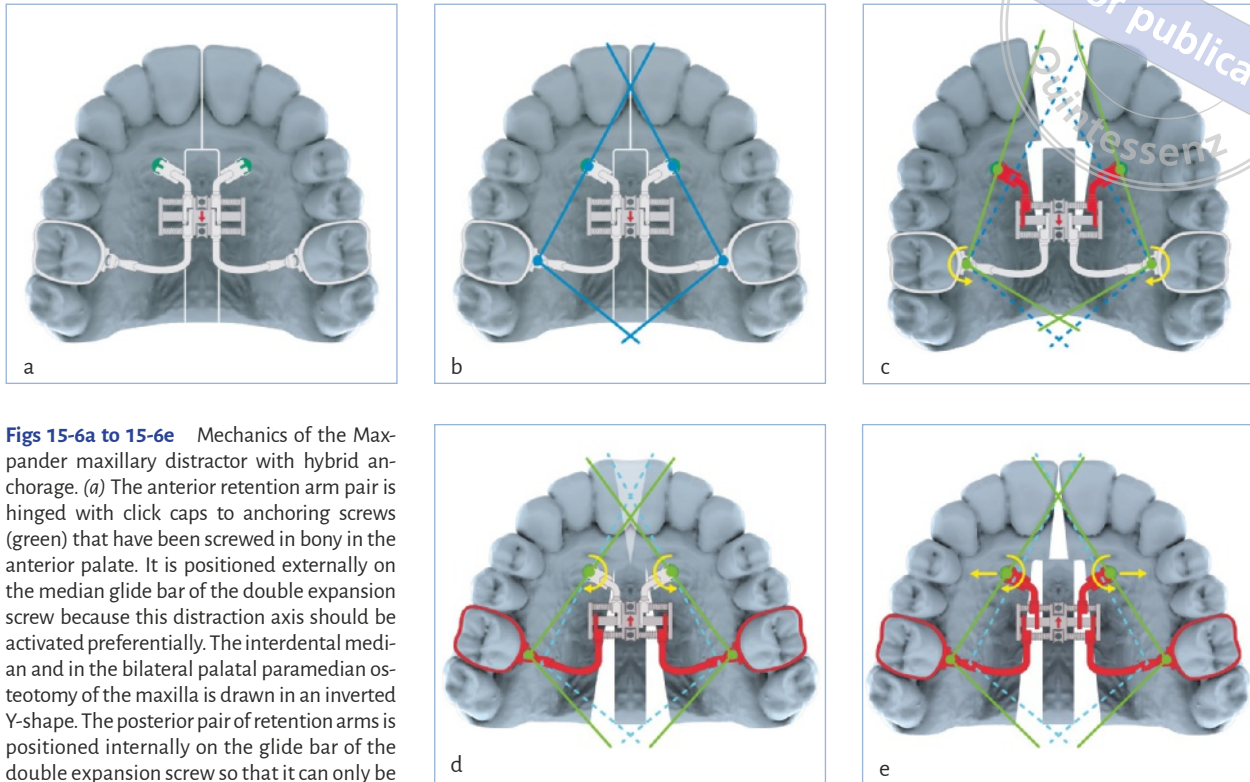 or publica
Quintessenz
a
b
c
Figs 15-6a to 15-6e Mechanics of the Max-
pander maxillary distractor with hybrid an-
chorage. (a) The anterior retention arm pair is
hinged with click caps to anchoring screws
(green) that have been screwed in bony in the
anterior palate. It is positioned externally on
the median glide bar of the double expansion
screw because this distraction axis should be
activated preferentially. The interdental medi-
an and in the bilateral palatal paramedian os-
teotomy of the maxilla is drawn in an inverted
Y-shape. The posterior pair of retention arms is
positioned internally on the glide bar of the
double expansion screw so that it can only be
d
e